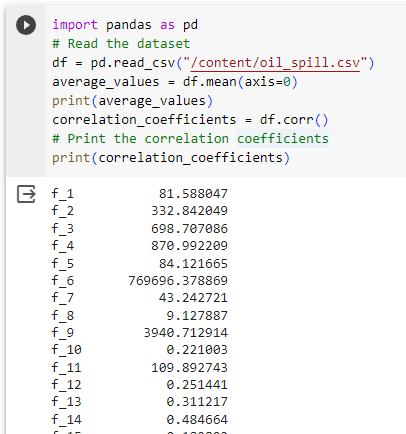 import pandas as pd
# Read the dataset
df = pd.read_csv("/content/oil_spill.csv")
average_values = df.mean(axis=0)
print(average_values)
correlation_coefficients = df.corr()
# Print the correlation coefficients
print(correlation_coefficients)
f_1 81.588047
f_2 332.842049
f_3 698.707086
f_4 870.992209
f_5 84.121665
f_6 769696.378869
f_7 43.242721
f_8 9.127887
f_9 3940.712914
f_10 0.221003
f_11 109.892743
f_12 0.251441
f_13 0.311217
f_14 0.484664